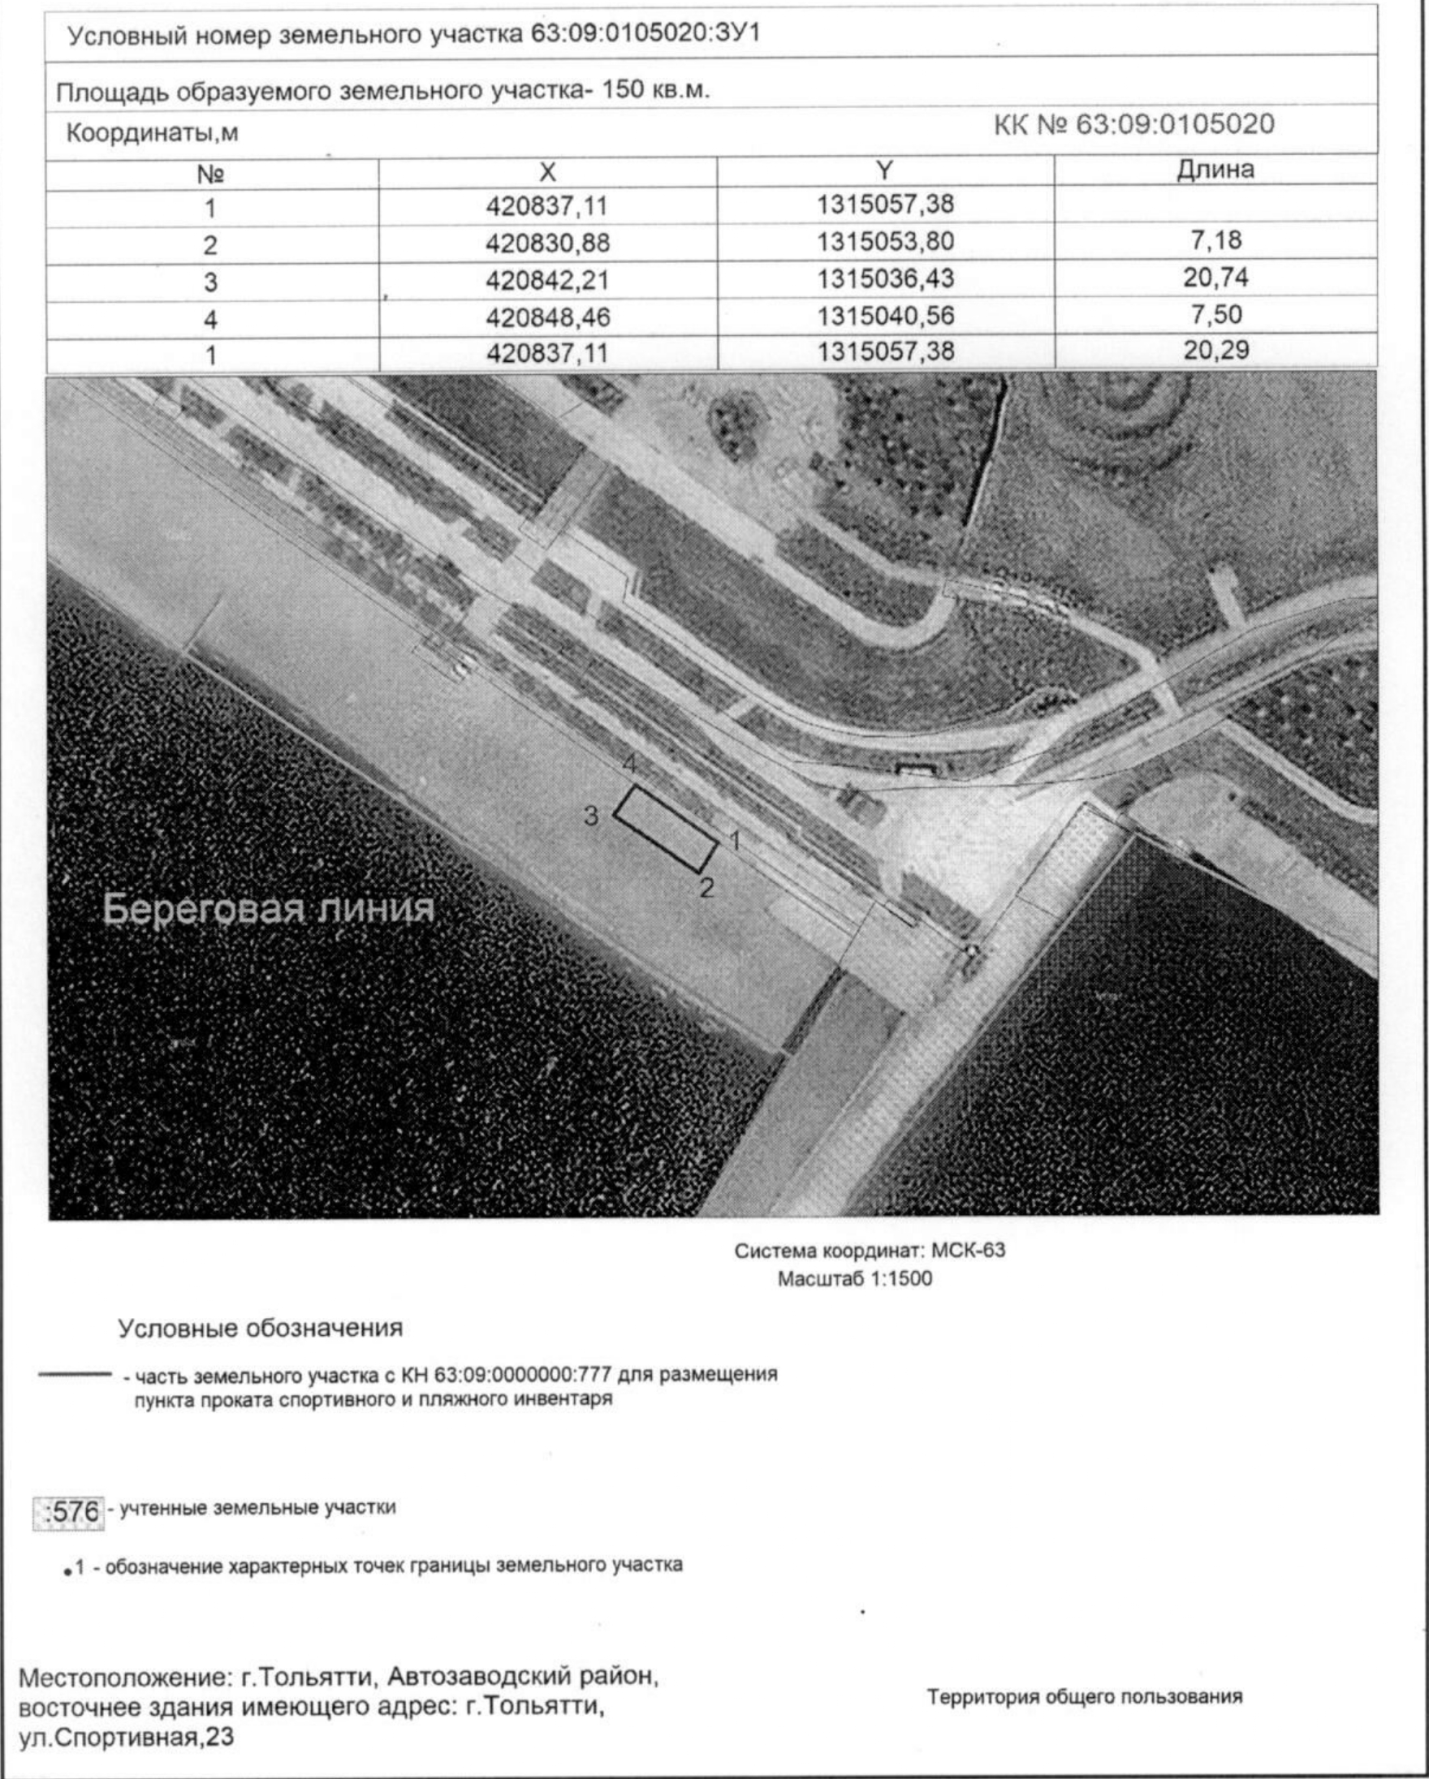 Условный номер земельного участка 63:09:0105020:ЗУ1
Площадь образуемого земельного участка- 150 кв.м.
Координаты,м КК № 63:09:0105020
№ X Y Длина
1 420837,11 1315057,38
2 420830,88 1315053,80 7,18
3 420842,21 1315036,43 20,74
4 420848,46 1315040,56 7,50
1 420837,11 1315057,38 20,29
4
3
1
2
Береговая линия
Система координат: МСК-63
Масштаб 1:1500
Условные обозначения
- часть земельного участка с КН 63:09:0000000:777 для размещения
пункта проката спортивного и пляжного инвентаря
:576 - учтенные земельные участки
1 - обозначение характерных точек границы земельного участка
Местоположение: г.Тольятти, Автозаводский район,
восточнее здания имеющего адрес: г.Тольятти,
ул.Спортивная,23
Территория общего пользования